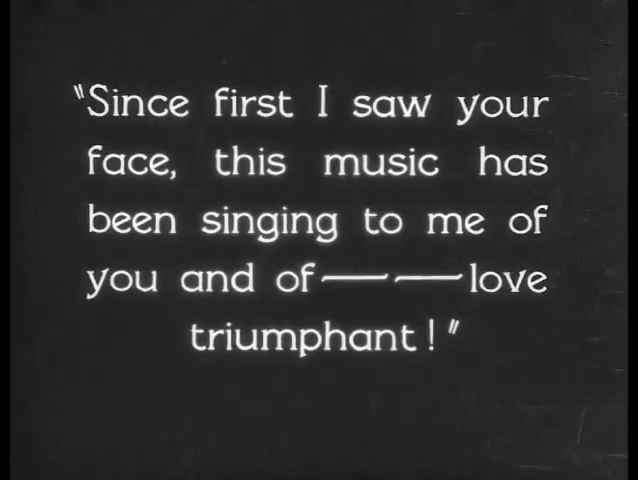 "Since first I saw your
face, this music has
been singing to me of
you and of — — love
triumphant!"